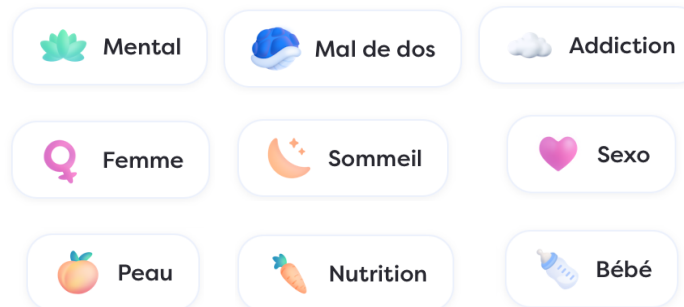 Mental
Mal de dos
Addiction
Femme
Sommeil
Sexo
Peau
Nutrition
Bébé